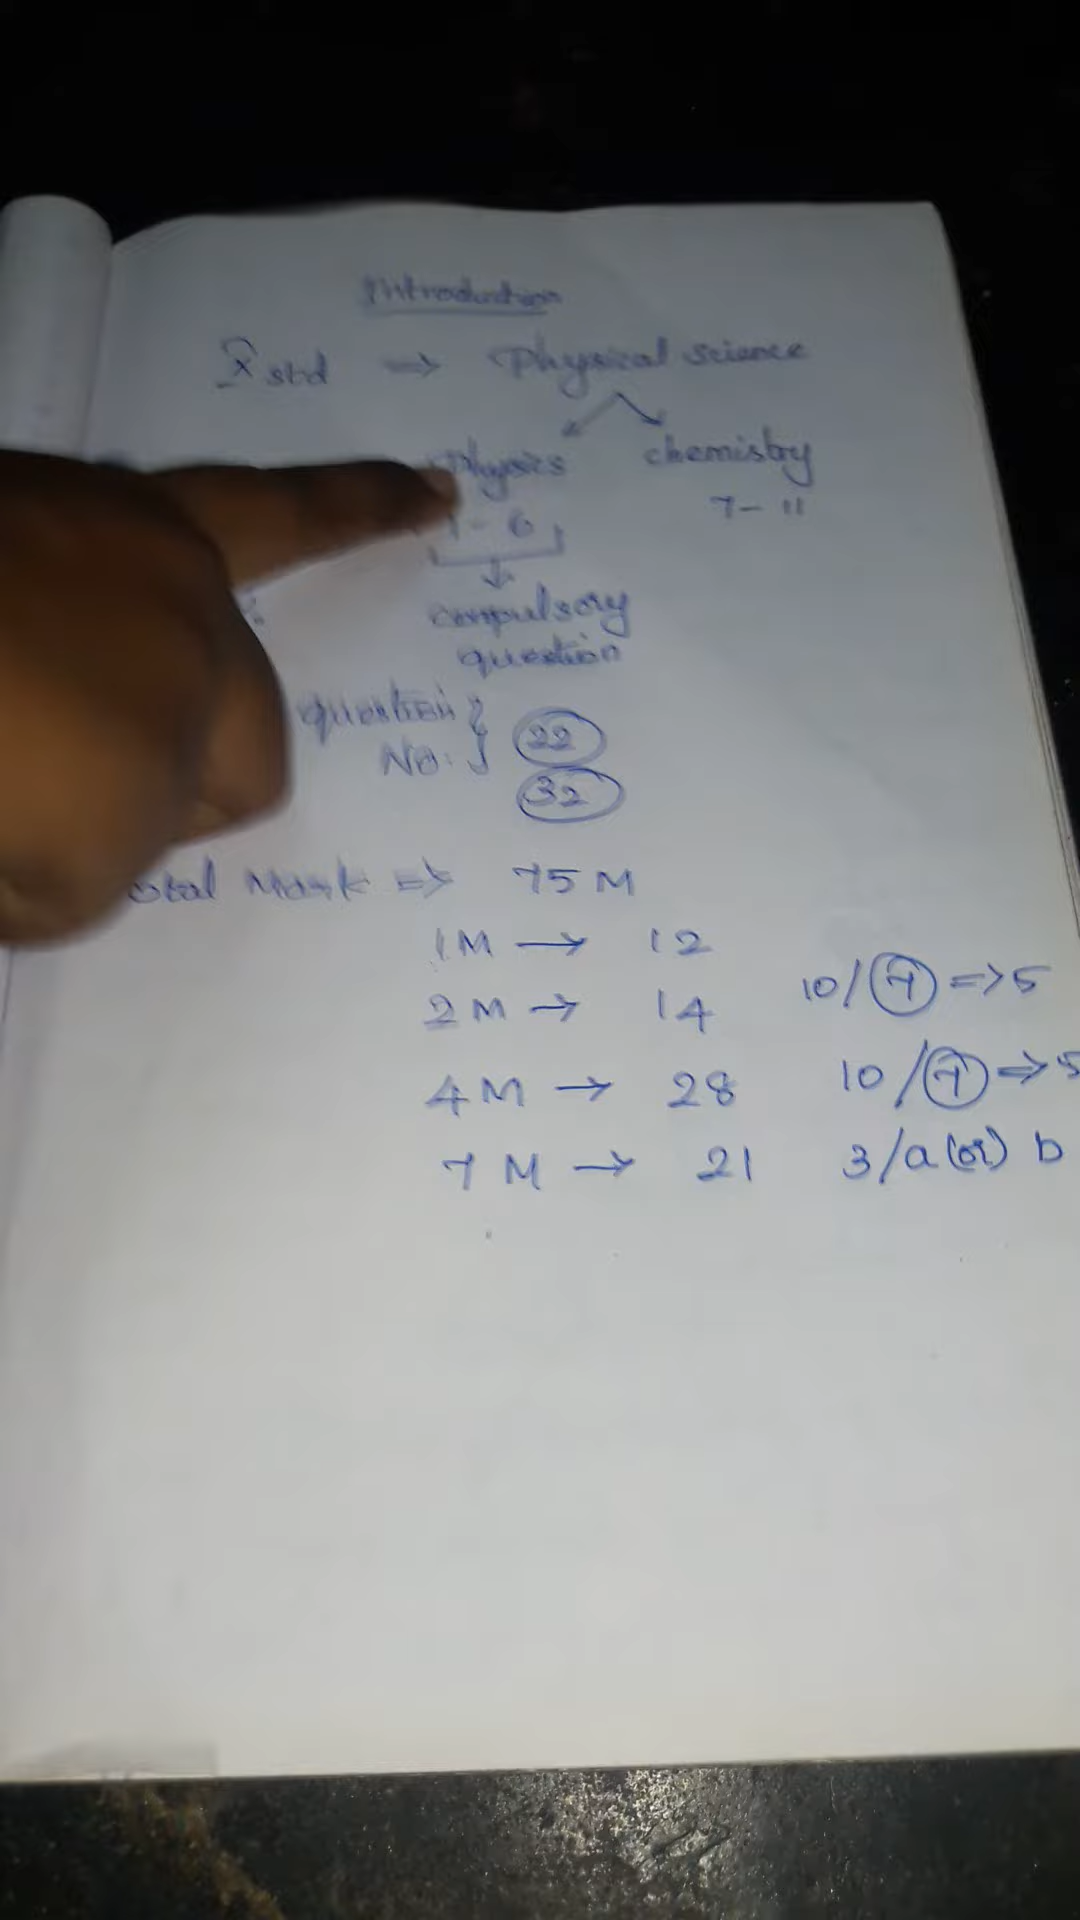 Introduction
X std => Physical science
Physics chemistry
1-6 7-11
compulsory
question
question }
No. } 22
32
otal Mark => 75 M
1M → 12
2M → 14 10/7 => 5
4M → 28 10/7 => 5
7M → 21 3/a (or) b